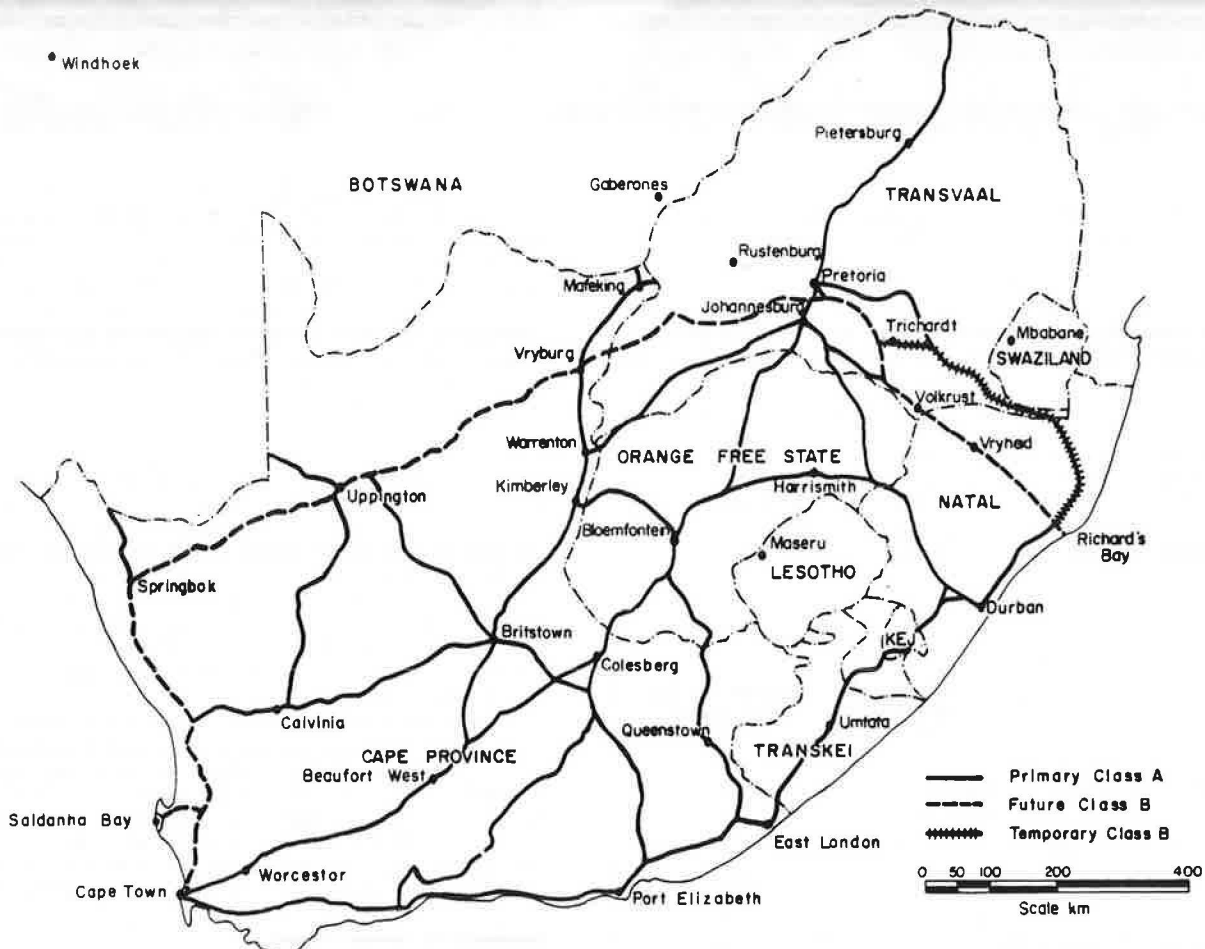 Windhoek
Pietersburg
BOTSWANA
Gaberones
TRANSVAAL
Rustenburg
Pretoria
Mafeking
Johannesburg
Trichardt
Mbabane
SWAZILAND
Vryburg
Volkrust
Warrenton
ORANGE FREE STATE
Vryhed
Uppington
Kimberley
Harrismith
NATAL
Bloemfontein
Maseru
LESOTHO
Richard's
Bay
Springbok
Durban
Britstown
(KEJ
Colesberg
Calvinia
Queenstown
Umtata
TRANSKEI
CAPE PROVINCE
Beaufort West
Primary Class A
Future Class B
Temporary Class B
Saldanha Bay
East London
Worcestor
Cape Town
Port Elizabeth
0 50 100 200 400
Scale km